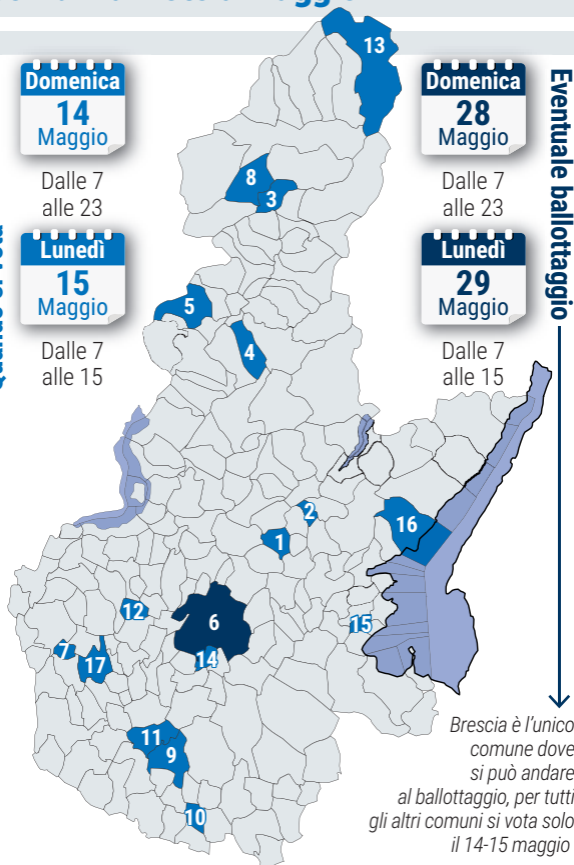 Domenica
14
Maggio
Dalle 7
alle 23
Lunedì
15
Maggio
Dalle 7
alle 15
Domenica
28
Maggio
Dalle 7
alle 23
Lunedì
29
Maggio
Dalle 7
alle 15
Eventuale ballottaggio
13
8
3
5
4
2
1
16
12
6
15
7
17
14
11
9
10
Brescia è l'unico
comune dove
si può andare
al ballottaggio, per tutti
gli altri comuni si vota solo
il 14-15 maggio